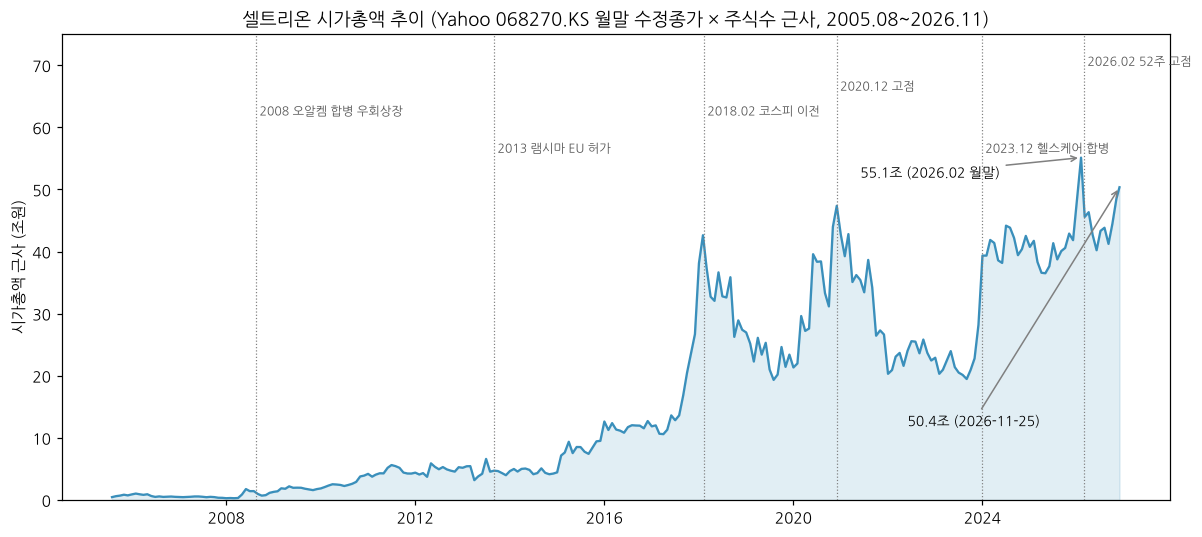 셀트리온 시가총액 추이 (Yahoo 068270.KS 월말 수정종가 × 주식수 근사, 2005.08~2026.11)
시가총액 근사 (조원)
70
60
50
40
30
20
10
0
2008 오알켐 합병 우회상장
2013 램시마 EU 허가
2018.02 코스피 이전
2020.12 고점
2023.12 헬스케어 합병
2026.02 52주 고점
55.1조 (2026.02 월말)
50.4조 (2026-11-25)
2008
2012
2016
2020
2024